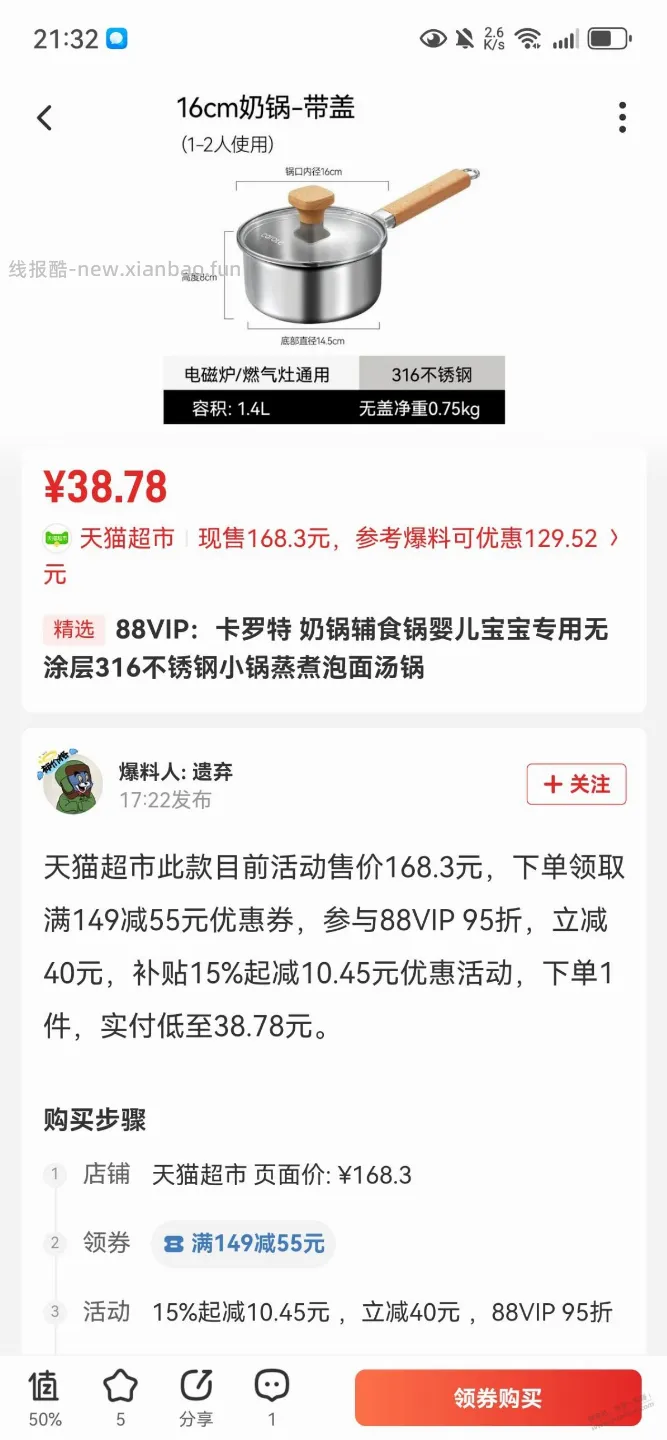 21:32
2.6
K/s
16cm奶锅-带盖
(1-2人使用)
锅口内径16cm
carote
线报酷-new.xianbao.fun
高度8cm
底部直径14.5cm
电磁炉/燃气灶通用
316不锈钢
容积: 1.4L
无盖净重0.75kg
¥38.78
天猫超市 现售168.3元，参考爆料可优惠129.52
元
精选 88VIP：卡罗特 奶锅辅食锅婴儿宝宝专用无
涂层316不锈钢小锅蒸煮泡面汤锅
爆料人: 遗弃
17:22发布
+ 关注
天猫超市此款目前活动售价168.3元，下单领取
满149减55元优惠券，参与88VIP 95折，立减
40元，补贴15%起减10.45元优惠活动，下单1
件，实付低至38.78元。
购买步骤
1 店铺 天猫超市 页面价: ¥168.3
2 领券 满149减55元
3 活动 15%起减10.45元 ，立减40元 ，88VIP 95折
值
50%
5
分享
1
领券购买